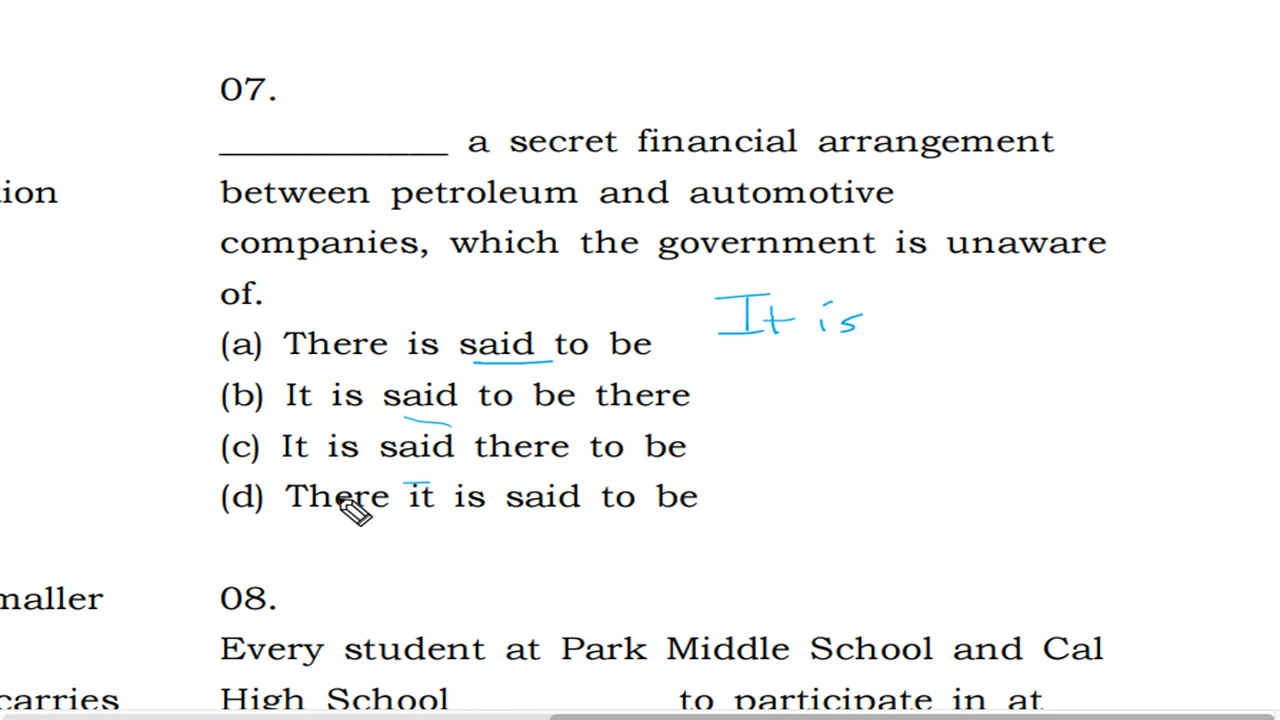 07.
____________ a secret financial arrangement
tion
between petroleum and automotive
companies, which the government is unaware
of.
It is
(a) There is said to be
(b) It is said to be there
(c) It is said there to be
(d) There it is said to be
maller
08.
Every student at Park Middle School and Cal
carries
High School to participate in at